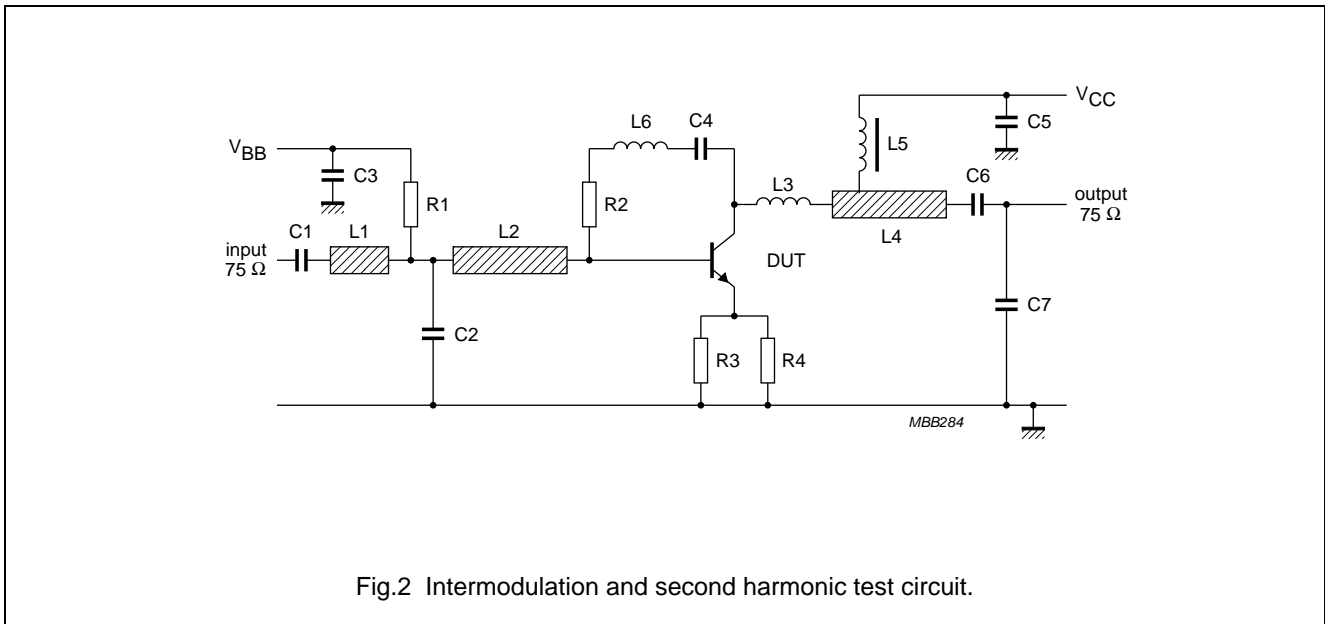 VCC
C5
L6
C4
L5
VBB
C3
R1
R2
L3
C6
output
75 Ω
L4
C1
L1
L2
input
75 Ω
DUT
C2
R3
R4
C7
MBB284
Fig.2 Intermodulation and second harmonic test circuit.